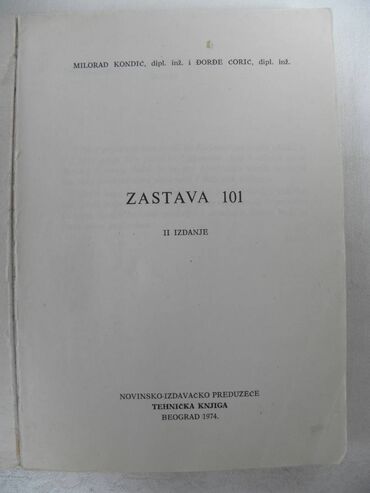 MILORAD KONDIĆ, dipl. inž. i ĐORĐE ĆORIĆ, dipl. inž.
ZASTAVA 101
II IZDANJE
NOVINSKO-IZDAVAČKO PREDUZEĆE
TEHNIČKA KNJIGA
BEOGRAD 1974.